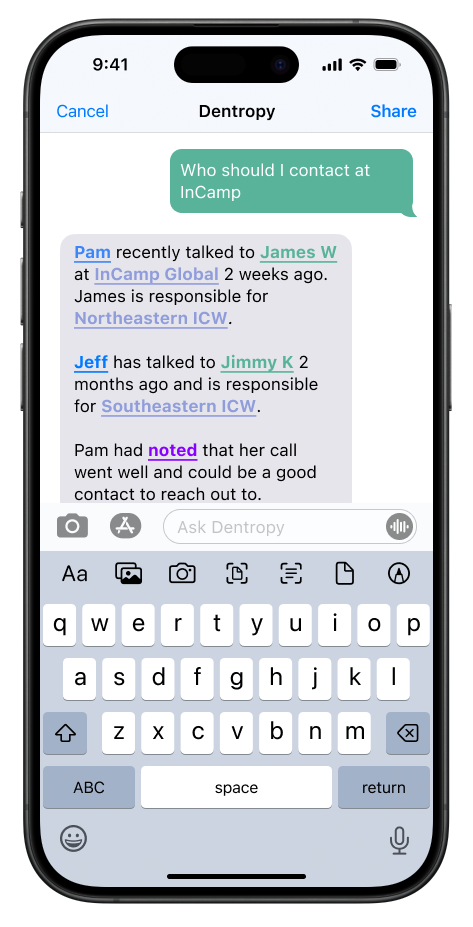 9:41
Cancel Dentropy Share
Who should I contact at
InCamp
Pam recently talked to James W
at InCamp Global 2 weeks ago.
James is responsible for
Northeastern ICW.
Jeff has talked to Jimmy K 2
months ago and is responsible
for Southeastern ICW.
Pam had noted that her call
went well and could be a good
contact to reach out to.
Ask Dentropy
Aa
q w e r t y u i o p
a s d f g h j k l
z x c v b n m
ABC space return